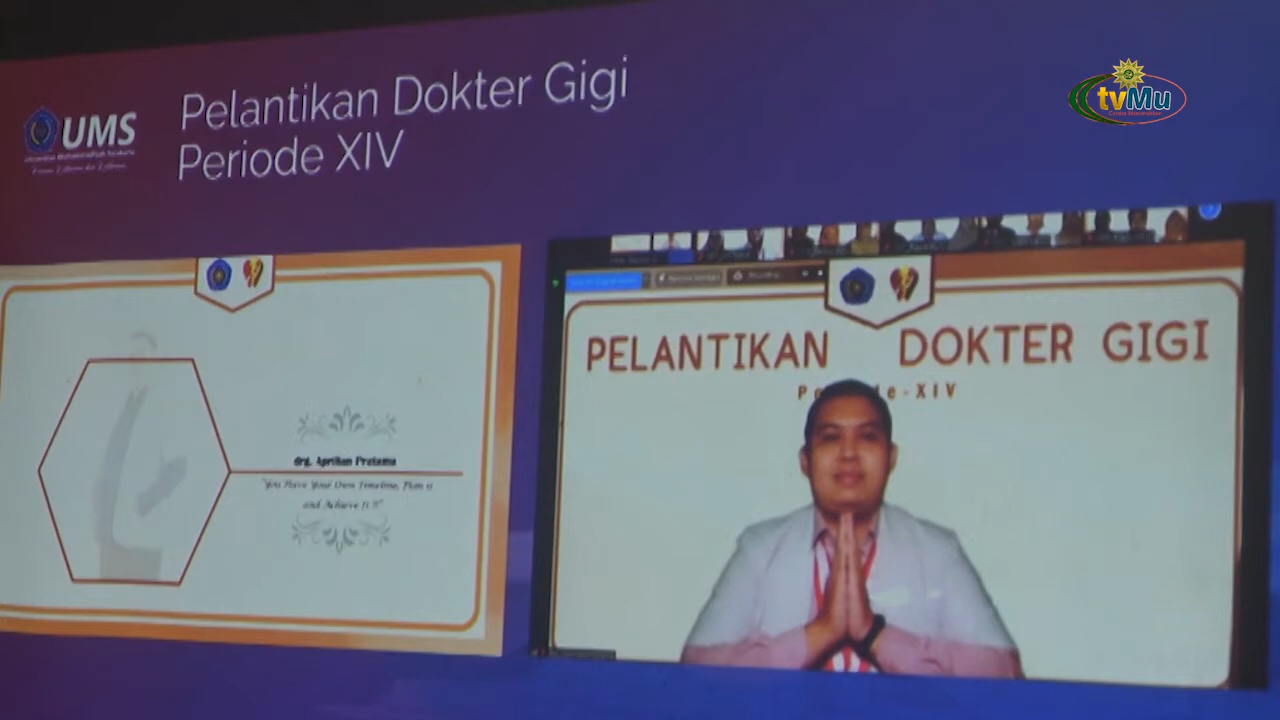 UMS
Pelantikan Dokter Gigi
Periode XIV
tvMu
drg. Aprilian Pratama
"You Have Your Own Timeline, Plan it
and Achieve It !!"
PELANTIKAN DOKTER GIGI